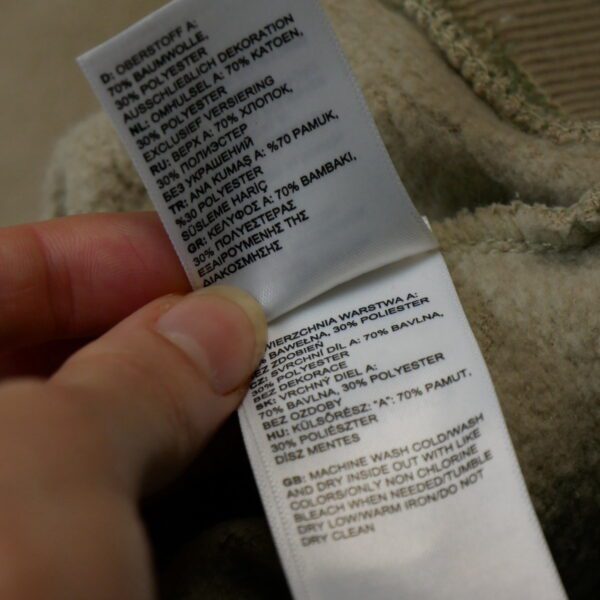 D: OBERSTOFF A:
70% BAUMWOLLE,
30% POLYESTER
AUSSCHLIEßLICH DEKORATION
NL: OMHULSEL A: 70% KATOEN,
30% POLYESTER
EXCLUSIEF VERSIERING
RU: ВЕРХ A: 70% ХЛОПОК,
30% ПОЛИЭСТЕР
БЕЗ УКРАШЕНИЙ
TR: ANA KUMAŞ A: %70 PAMUK,
%30 POLYESTER
SÜSLEME HARİÇ
GR: ΚΕΛΥΦΟΣ A: 70% ΒΑΜΒΑΚΙ,
30% ΠΟΛΥΕΣΤΕΡΑΣ
ΕΞΑΙΡΟΥΜΕΝΗΣ ΤΗΣ
ΔΙΑΚΟΣΜΗΣΗΣ
WIERZCHNIA WARSTWA A:
BAWEŁNA, 30% POLIESTER
BEZ ZDOBIEŃ
CZ: SVRCHNÍ DÍL A: 70% BAVLNA,
30% POLYESTER
BEZ DEKORACE
SK: VRCHNÝ DIEL A:
70% BAVLNA, 30% POLYESTER
BEZ OZDOBY
HU: KÜLSŐRÉSZ: "A": 70% PAMUT,
30% POLIÉSZTER
DÍSZ MENTES
GB: MACHINE WASH COLD/WASH
AND DRY INSIDE OUT WITH LIKE
COLORS/ONLY NON CHLORINE
BLEACH WHEN NEEDED/TUMBLE
DRY LOW/WARM IRON/DO NOT
DRY CLEAN